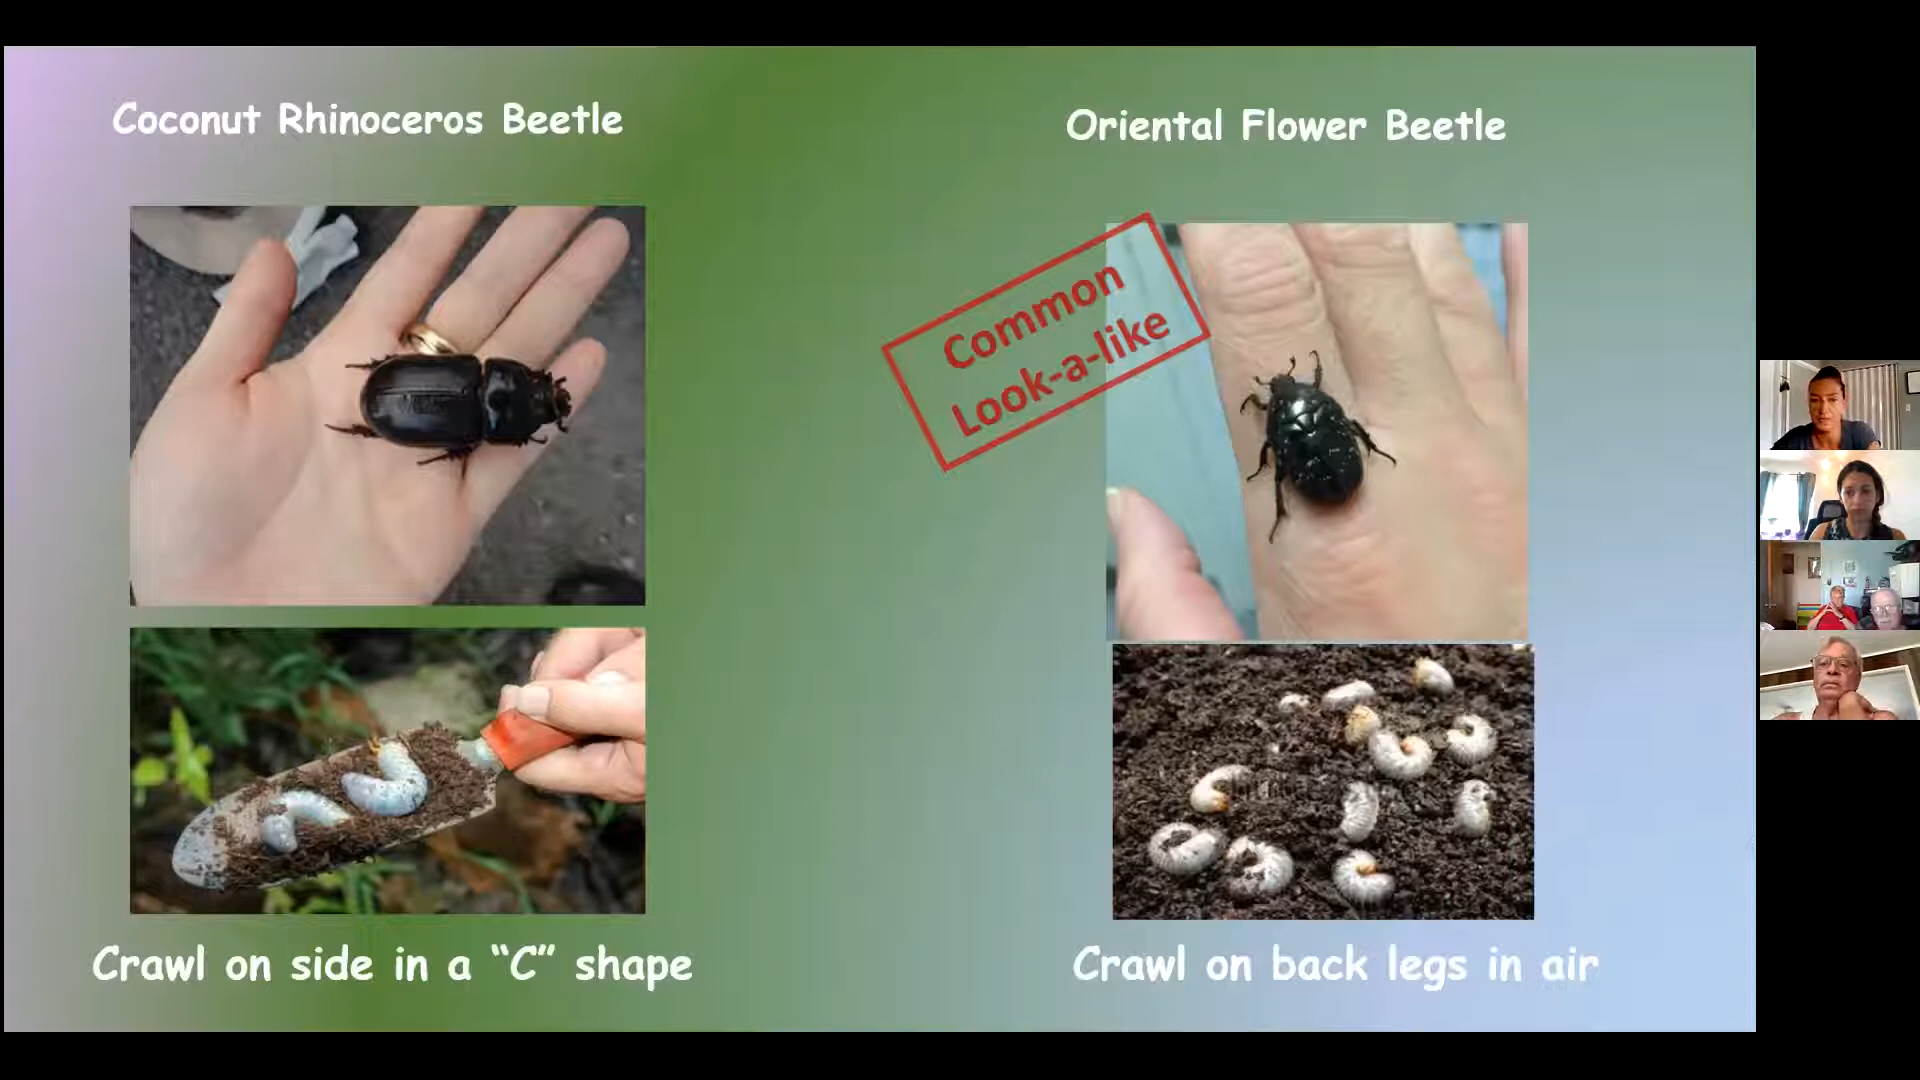 Coconut Rhinoceros Beetle
Oriental Flower Beetle
Common
Look-a-like
Crawl on side in a “C” shape
Crawl on back legs in air